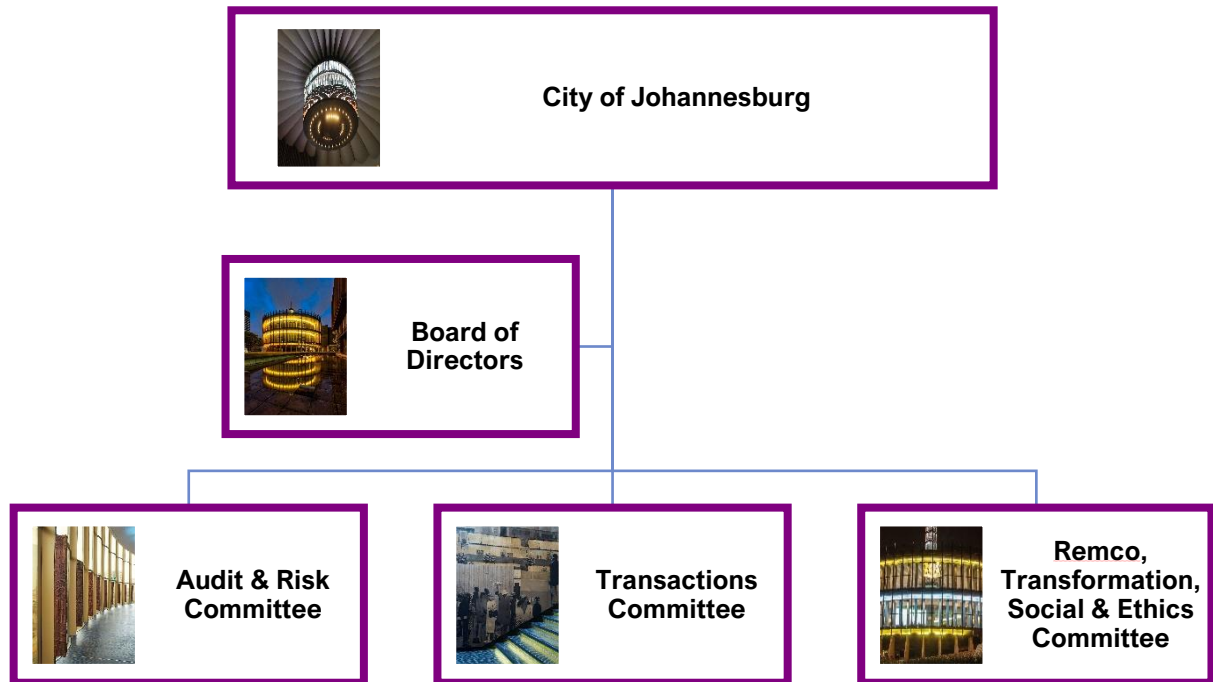 City of Johannesburg
Board of
Directors
Audit & Risk
Committee
Transactions
Committee
Remco,
Transformation,
Social & Ethics
Committee